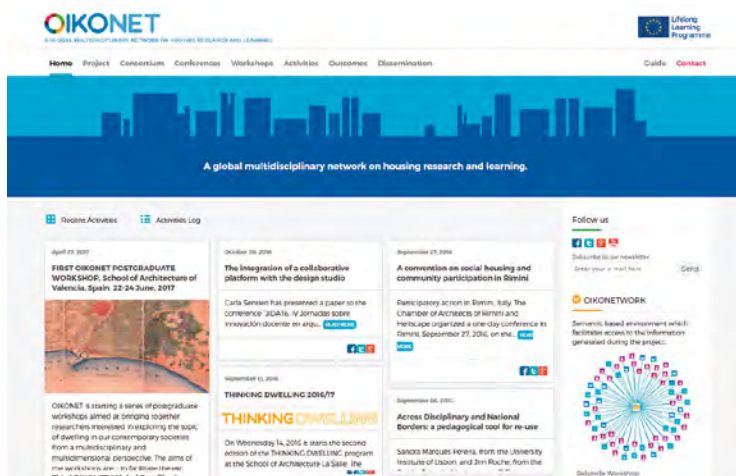 OIKONET
A GLOBAL MULTIDISCIPLINARY NETWORK ON HOUSING RESEARCH AND LEARNING
Lifelong
Learning
Programme
Home Project Consortium Conferences Workshops Activities Outcomes Dissemination Guide Contact
A global multidisciplinary network on housing research and learning.
Recent Activities Activities Log
April 27, 2017
FIRST OIKONET POSTGRADUATE
WORKSHOP, School of Architecture of
Valencia, Spain, 22-24 June, 2017
OIKONET is starting a series of postgraduate
workshops aimed at bringing together
researchers interested in exploring the topic
of dwelling in our contemporary societies
from a multidisciplinary and
multidimensional perspective. The aims of
the workshops are: - to facilitate the
October 2016
The integration of a collaborative
platform with the design studio
Carla Sentieri has presented a paper to the
conference "JIDA'16. IV Jornadas sobre
innovación docente en arqu... READ MORE
September 2016
THINKING DWELLING 2016/17
THINKING DWELLING
On Wednesday 14, 2016 it starts the second
edition of the THINKING DWELLING program
at the School of Architecture La Salle. The
September 27, 2016
A convention on social housing and
community participation in Rimini
Participatory action in Rimini, Italy. The
Chamber of Architects of Rimini and
Heriscape organized a one-day conference in
Rimini, September 27, 2016, on the... READ
MORE
September 2016
Across Disciplinary and National
Borders: a pedagogical tool for re-use
Sandra Marques Pereira, from the University
Institute of Lisbon, and Jim Roche, from the
Follow us
Subscribe to our newsletter
Enter your e-mail here Send
OIKONETWORK
Semantic based environment which
facilitates access to the information
generated during the project.
Workshop